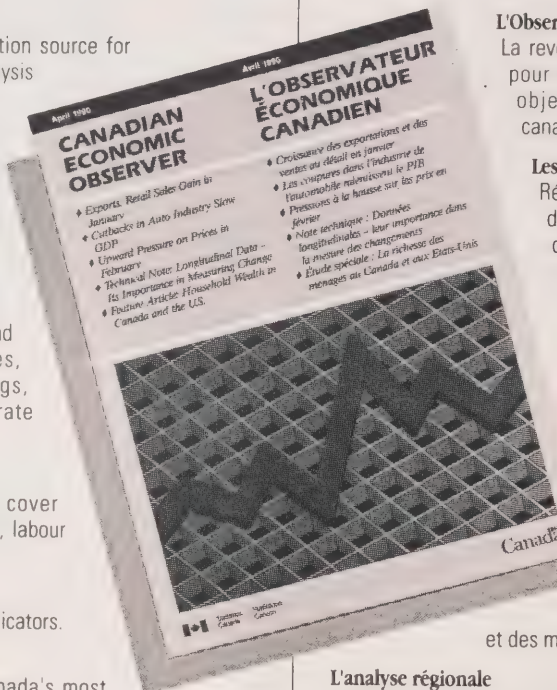 tion source for
ysis
nd
es,
gs,
rate
cover
, labour
icators.
nada's most
April 1990
CANADIAN
ECONOMIC
OBSERVER
♦ Exports, Retail Sales Gain in
January
♦ Cutbacks in Auto Industry Slow
GDP
♦ Upward Pressure on Prices in
February
♦ Technical Note: Longitudinal Data –
Its Importance in Measuring Change
♦ Feature Article: Household Wealth in
Canada and the U.S.
Avril 1990
L'OBSERVATEUR
ÉCONOMIQUE
CANADIEN
♦ Croissance des exportations et des
ventes au détail en janvier
♦ Les coupures dans l'industrie de
l'automobile ralentissent le PIB
♦ Pressions à la hausse sur les prix en
février
♦ Note technique : Données
longitudinales – leur importance dans
la mesure des changements
♦ Étude spéciale : La richesse des
ménages au Canada et aux États-Unis
Statistics Statistique
Canada Canada
Canada
L'Obser
La rev
pour
obje
cana
Les
Ré
d
et des m
L'analyse régionale